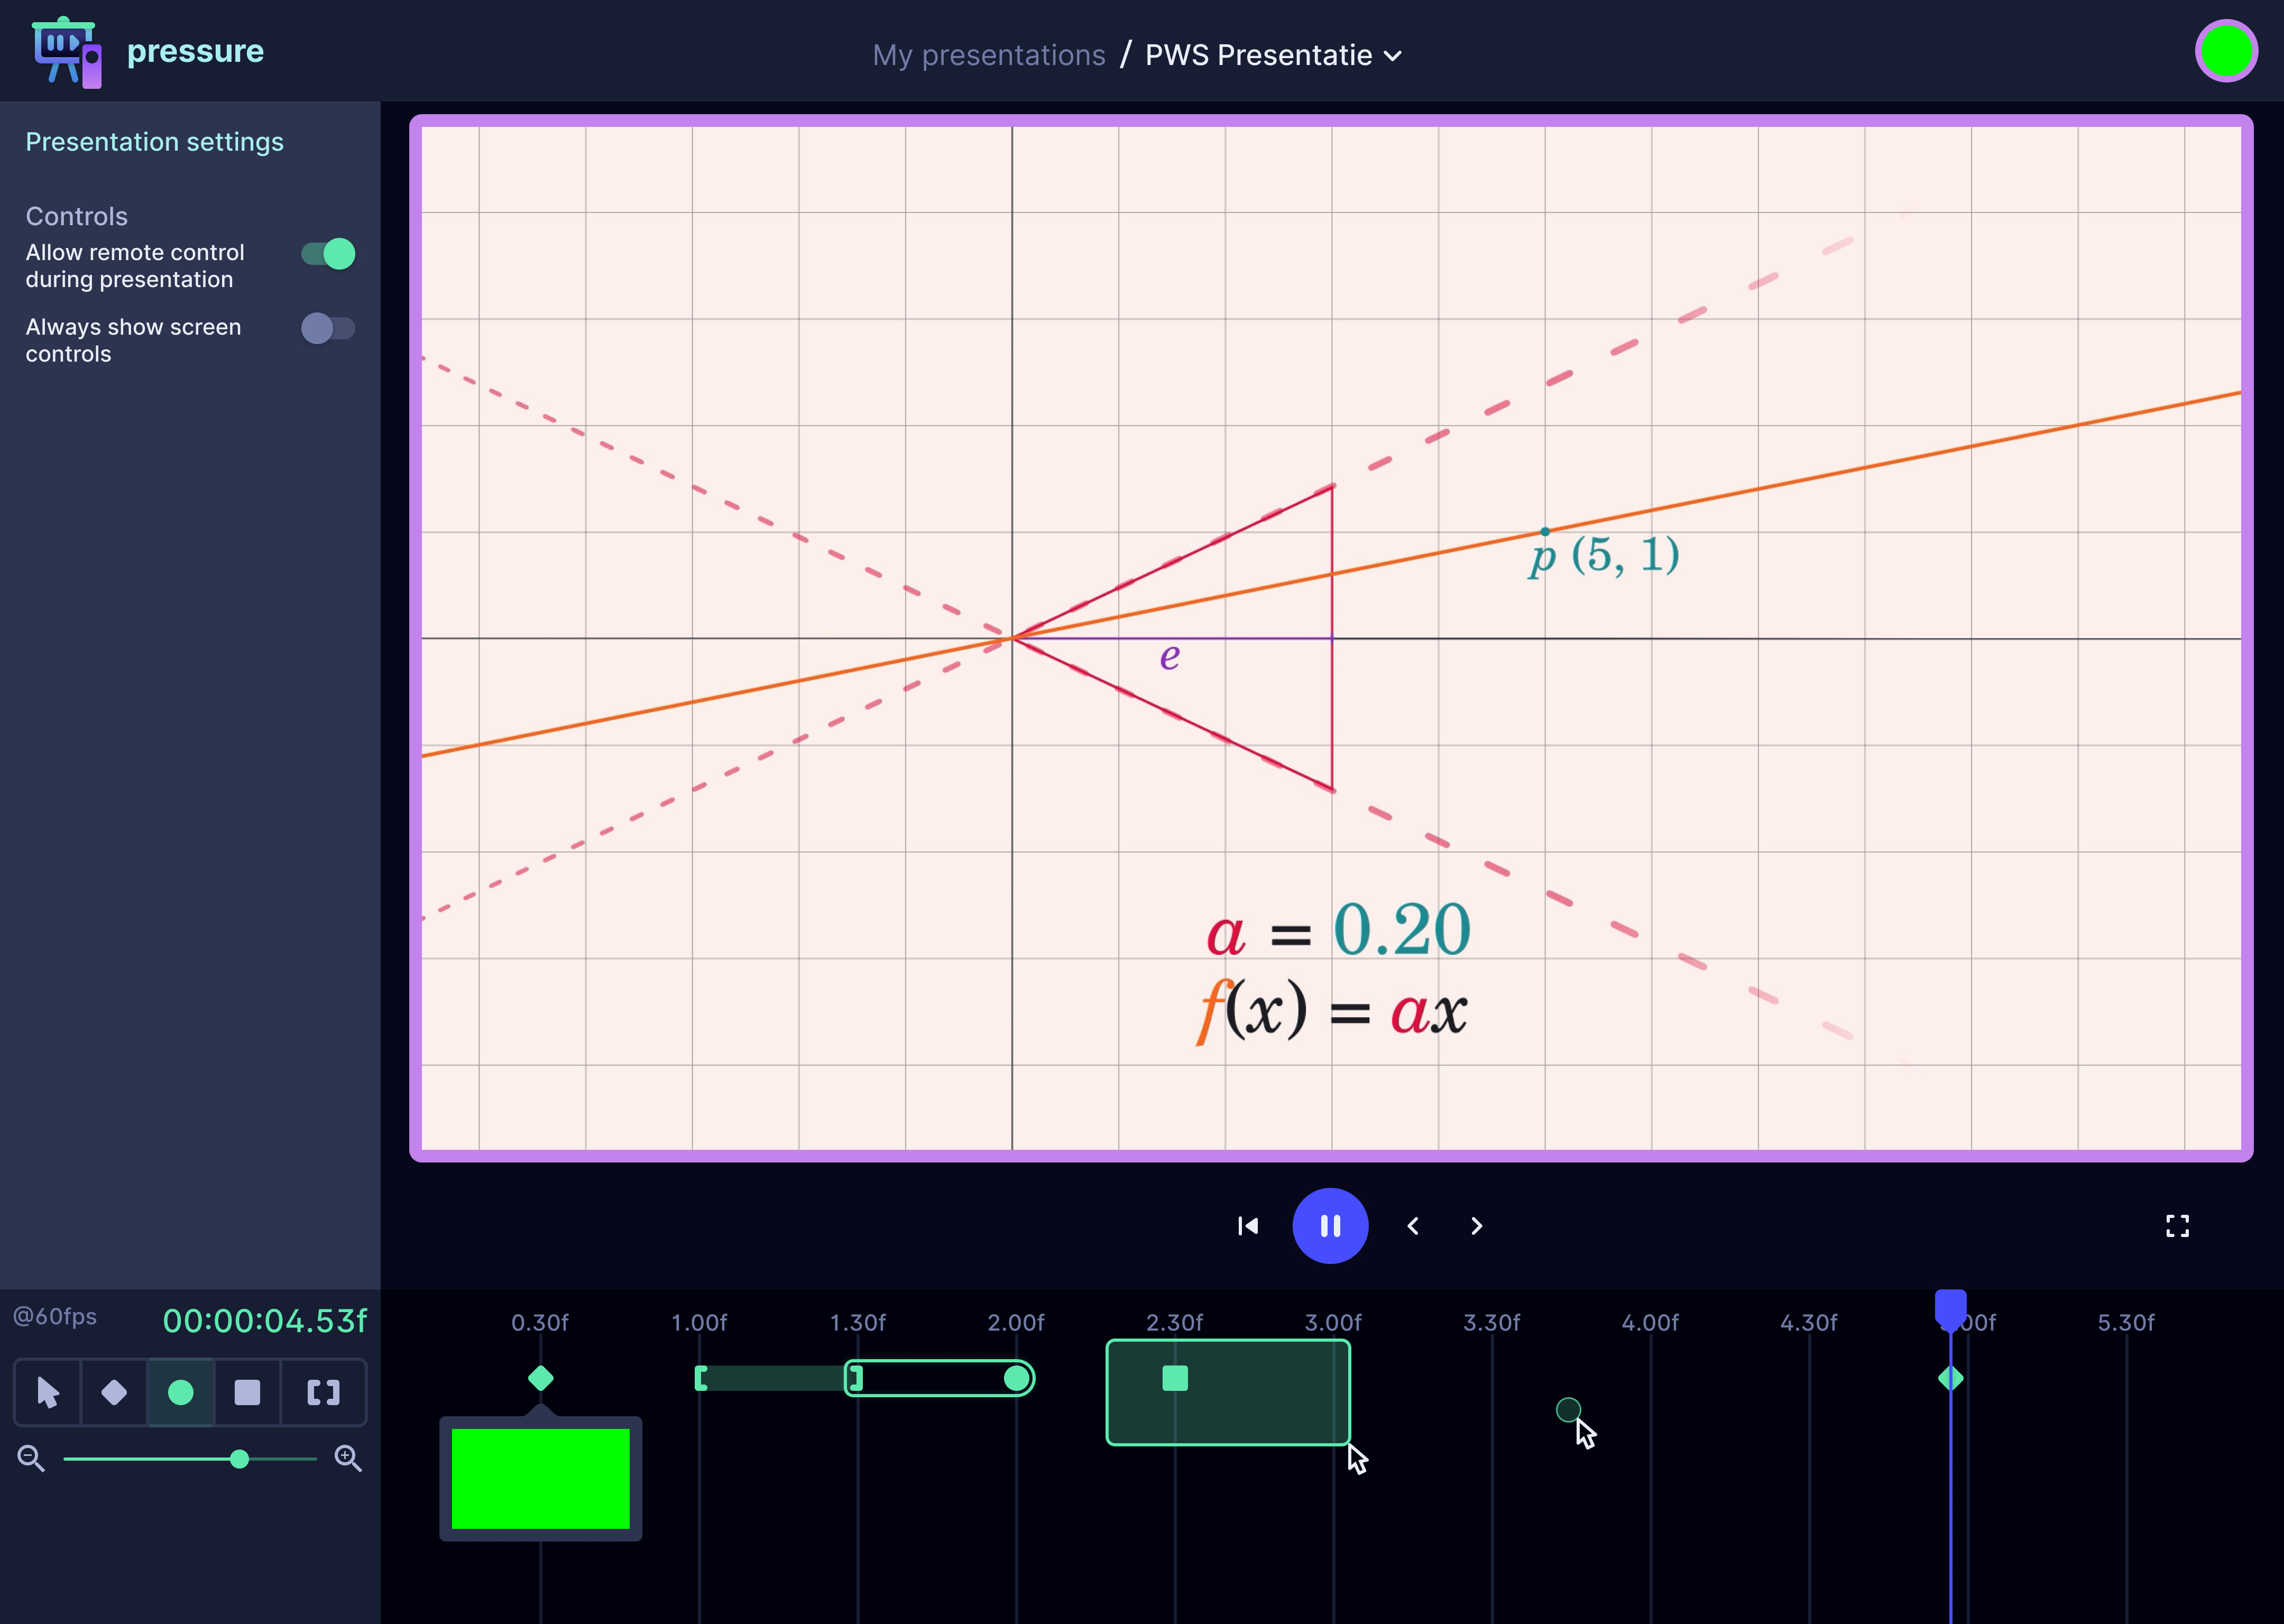 pressure
My presentations / PWS Presentatie
Presentation settings
Controls
Allow remote control
during presentation
Always show screen
controls
p (5, 1)
e
a = 0.20
f(x) = ax
@60fps
00:00:04.53f
0.30f
1.00f
1.30f
2.00f
2.30f
3.00f
3.30f
4.00f
4.30f
00f
5.30f